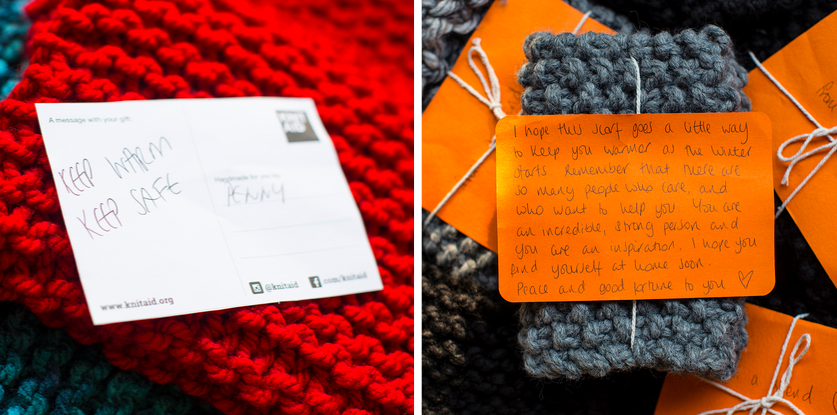 A message with your gift:
KEEP WARM
KEEP SAFE
KNIT
AID
Handmade for you by:
PENNY
www.knitaid.org
@knitaid
.com/knitaid
I hope this scarf goes a little way
to keep you warmer as the winter
starts. Remember that there are
so many people who care, and
who want to help you. You are
an incredible, strong person and
you are an inspiration. I hope you
find yourself at home soon.
Peace and good fortune to you ♡
a